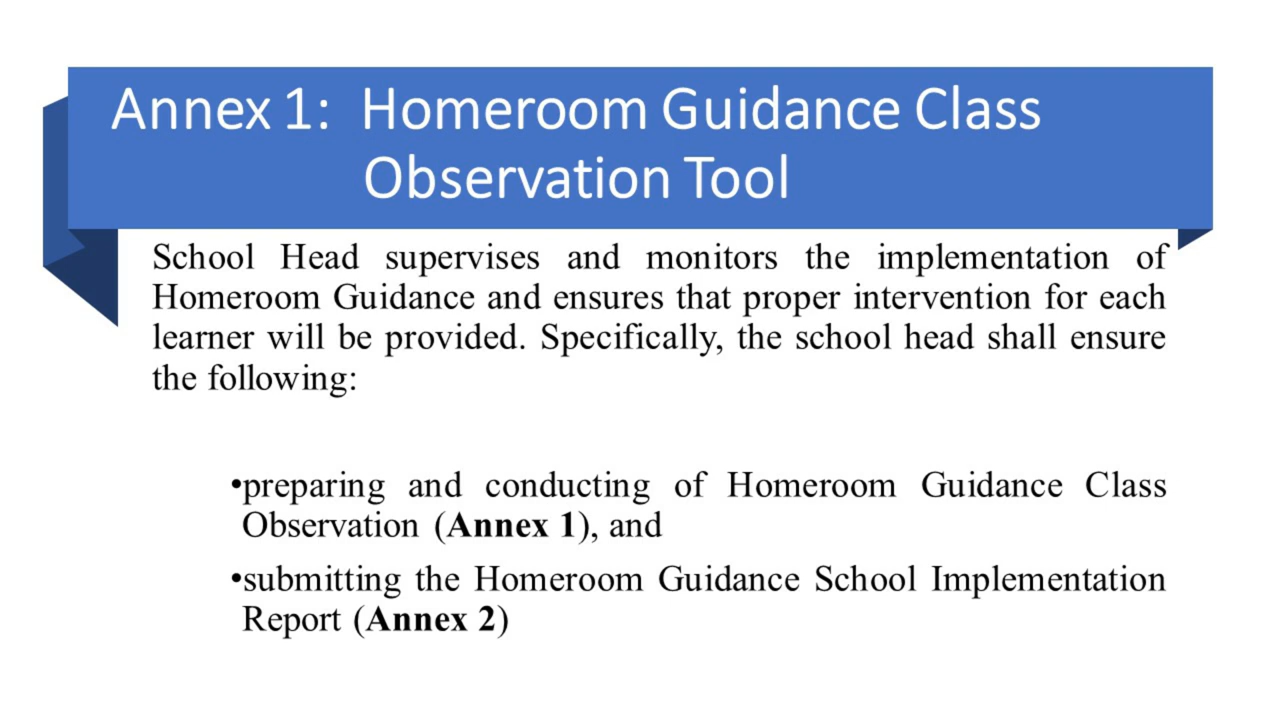 Annex 1: Homeroom Guidance Class
Observation Tool
School Head supervises and monitors the implementation of
Homeroom Guidance and ensures that proper intervention for each
learner will be provided. Specifically, the school head shall ensure
the following:
•preparing and conducting of Homeroom Guidance Class
Observation (Annex 1), and
•submitting the Homeroom Guidance School Implementation
Report (Annex 2)